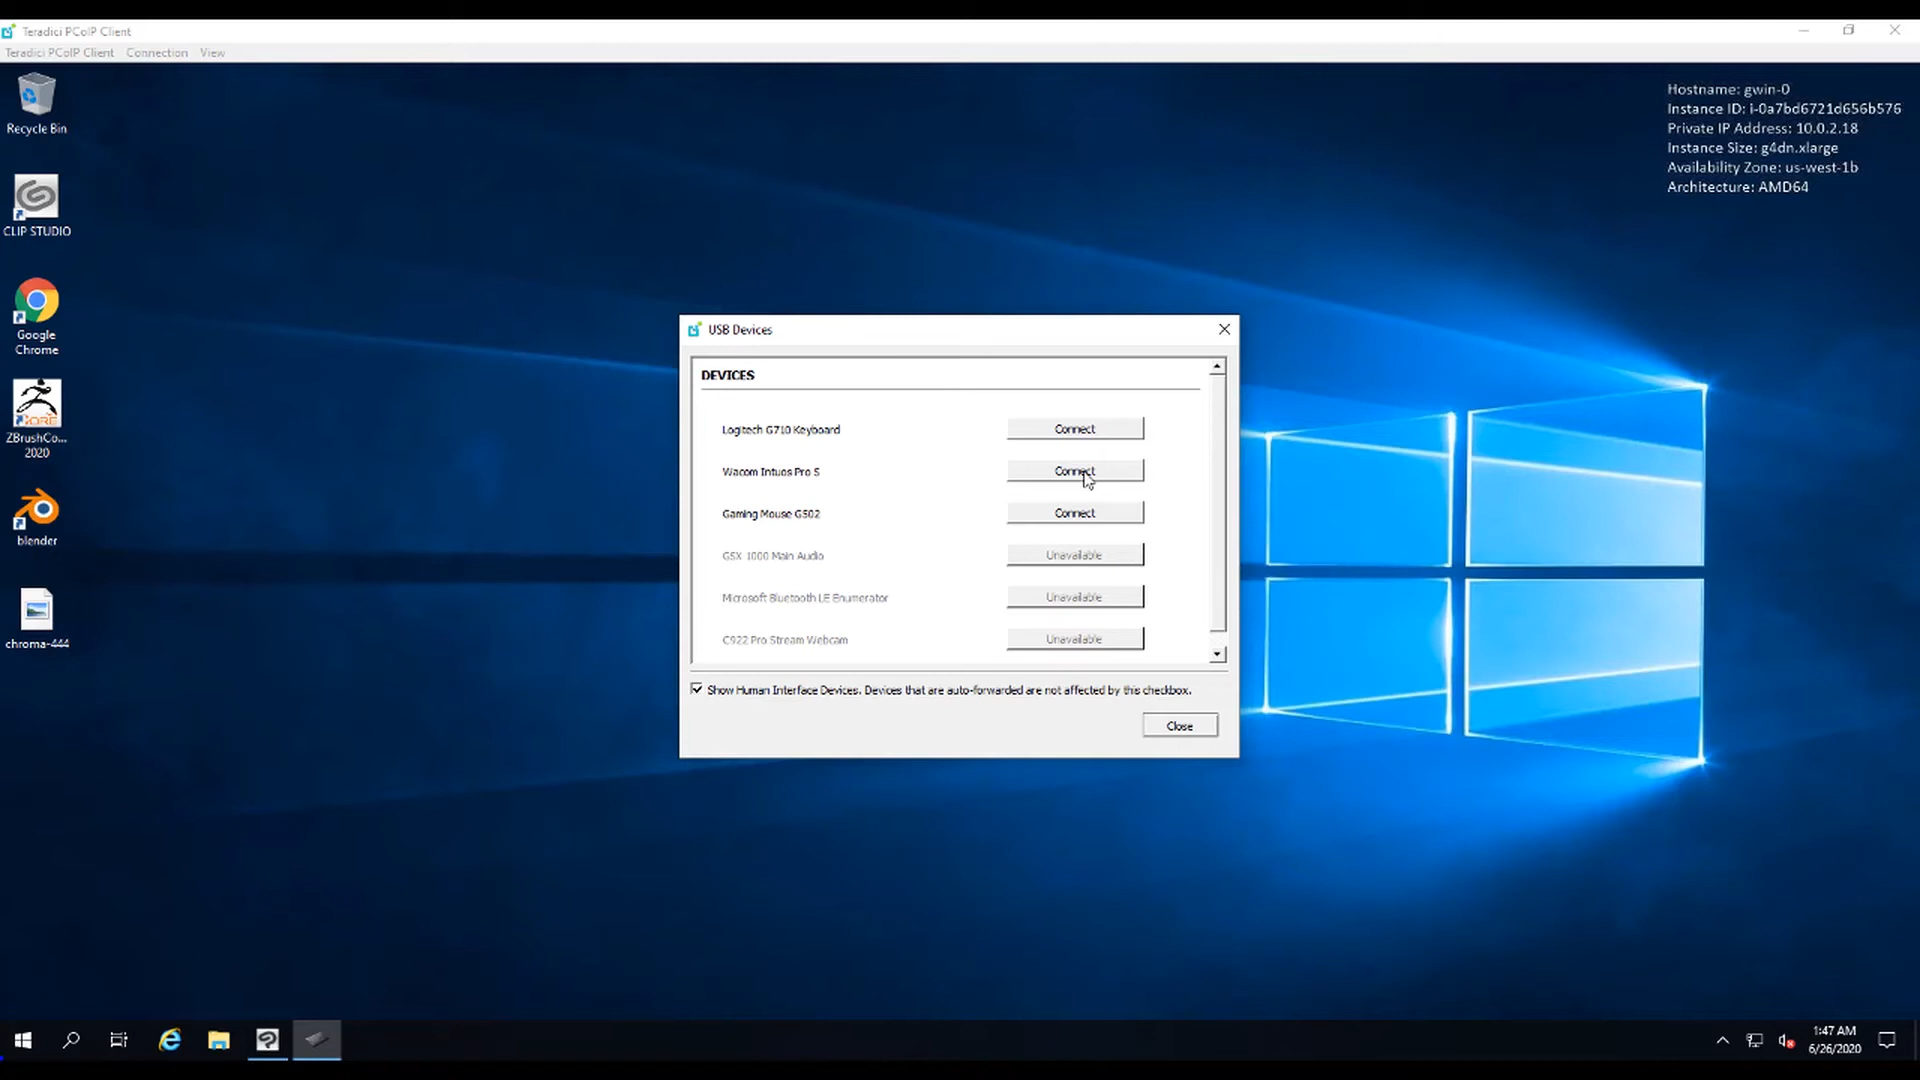 Teradici PCoIP Client
Teradici PCoIP Client Connection View
Recycle Bin
CLIP STUDIO
Google
Chrome
ZBrushCo...
2020
blender
chroma-444
Hostname: gwin-0
Instance ID: i-0a7bd6721d656b576
Private IP Address: 10.0.2.18
Instance Size: g4dn.xlarge
Availability Zone: us-west-1b
Architecture: AMD64
USB Devices
DEVICES
Logitech G710 Keyboard Connect
Wacom Intuos Pro S Connect
Gaming Mouse G502 Connect
GSX 1000 Main Audio Unavailable
Microsoft Bluetooth LE Enumerator Unavailable
C922 Pro Stream Webcam Unavailable
Show Human Interface Devices. Devices that are auto-forwarded are not affected by this checkbox.
Close
1:47 AM
6/26/2020